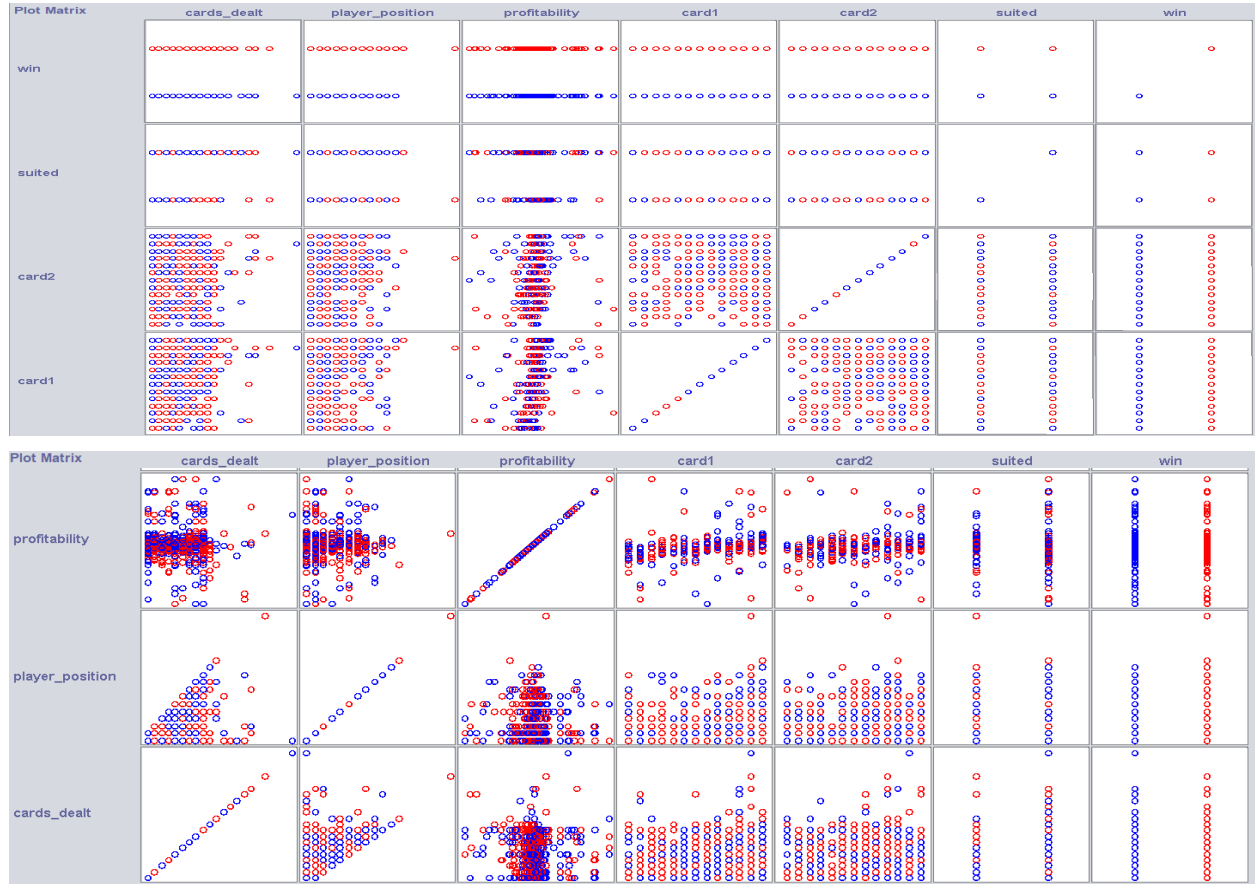 Plot Matrix cards_dealt player_position profitability card1 card2 suited win
win
suited
card2
card1
Plot Matrix cards_dealt player_position profitability card1 card2 suited win
profitability
player_position
cards_dealt